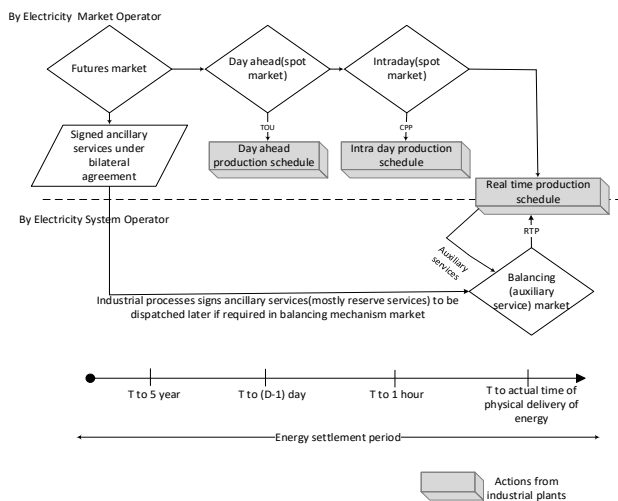 By Electricity  Market Operator
Futures market
Day ahead(spot
market)
Intraday(spot
market)
Signed ancillary
services under
bilateral
agreement
TOU
CPP
Day ahead
production schedule
Intra day production
schedule
Real time production
schedule
By Electricity System Operator
RTP
Auxiliary
services
Balancing
(auxiliary
service) market
Industrial processes signs ancillary services(mostly reserve services) to be
dispatched later if required in balancing mechanism market
T to 5 year
T to (D-1) day
T to 1 hour
T to actual time of
physical delivery of
energy
Energy settlement period
Actions from
industrial plants